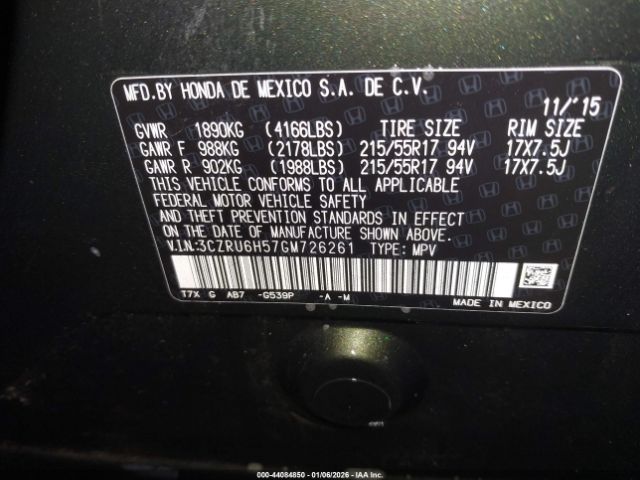 MFD.BY HONDA DE MEXICO S.A. DE C.V.
11/'15
GVWR 1890KG (4166LBS) TIRE SIZE RIM SIZE
GAWR F 988KG (2178LBS) 215/55R17 94V 17X7.5J
GAWR R 902KG (1988LBS) 215/55R17 94V 17X7.5J
THIS VEHICLE CONFORMS TO ALL APPLICABLE
FEDERAL MOTOR VEHICLE SAFETY
AND THEFT PREVENTION STANDARDS IN EFFECT
ON THE DATE OF MANUFACTURE SHOWN ABOVE.
V.I.N:3CZRU6H57GM726261 TYPE: MPV
T7X G AB7 -G539P -A -M
MADE IN MEXICO
000-44084850 | 01/06/2026 | IAA Inc.